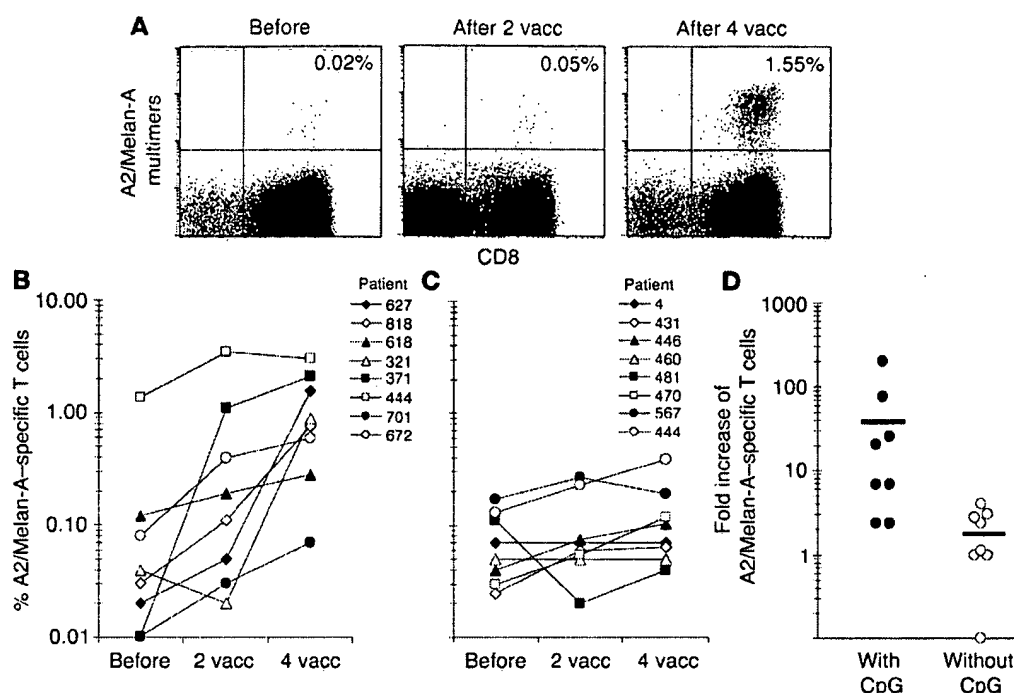 A
Before
After 2 vacc
After 4 vacc
0.02%
0.05%
1.55%
A2/Melan-A
multimers
CD8
B
% A2/Melan-A–specific T cells
10.00
1.00
0.10
0.01
Before
2 vacc
4 vacc
Patient
627
818
618
321
371
444
701
672
C
Patient
4
431
446
460
481
470
567
444
Before
2 vacc
4 vacc
D
Fold increase of
A2/Melan-A–specific T cells
1000
100
10
1
With
CpG
Without
CpG